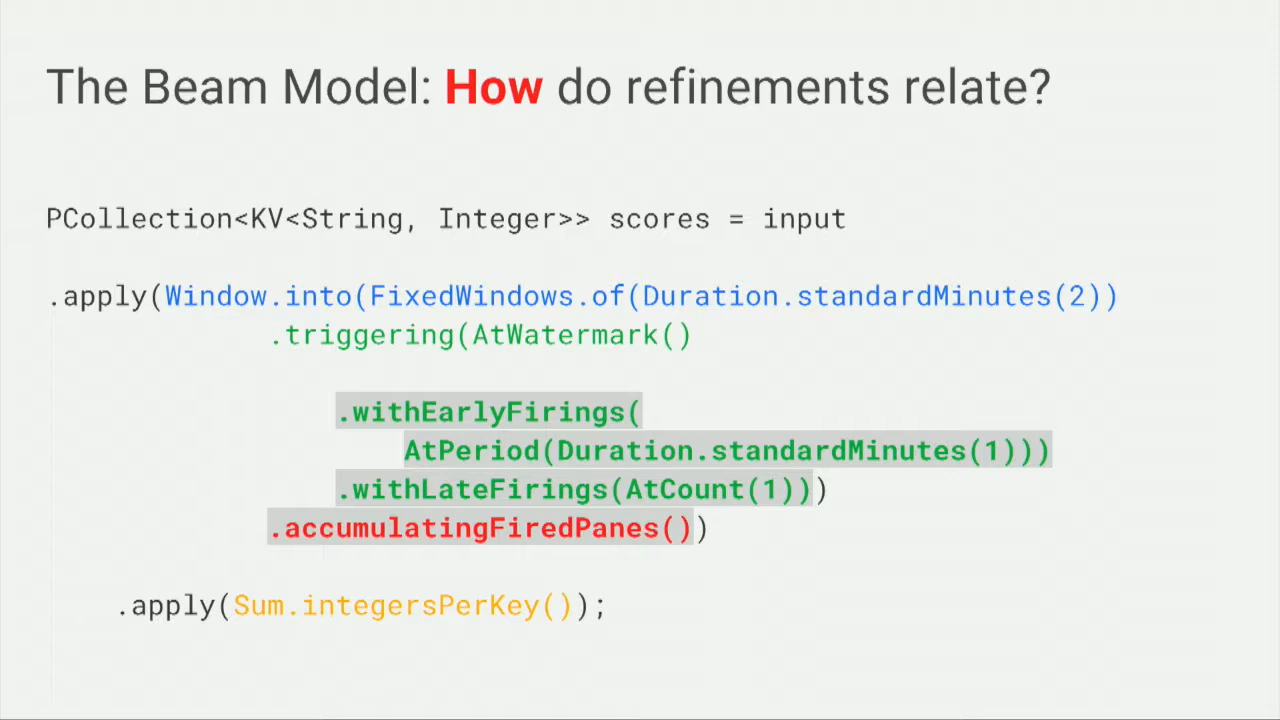 The Beam Model: How do refinements relate?
PCollection<KV<String, Integer>> scores = input
.apply(Window.into(FixedWindows.of(Duration.standardMinutes(2))
.triggering(AtWatermark()
.withEarlyFirings(
AtPeriod(Duration.standardMinutes(1)))
.withLateFirings(AtCount(1)))
.accumulatingFiredPanes())
.apply(Sum.integersPerKey());